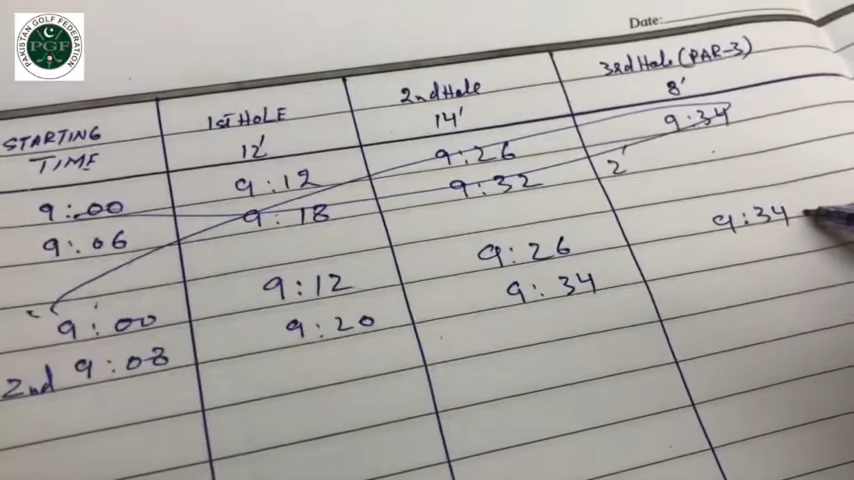 PAKISTAN GOLF FEDERATION
PGF
Date:
STARTING TIME
1st HOLE
12'
2nd Hole
14'
3rd Hole (PAR-3)
8'
9:00 9:12 9:26 9:34
9:06 9:18 9:32 2'
9:00 9:12 9:26 9:34
2nd 9:08 9:20 9:34